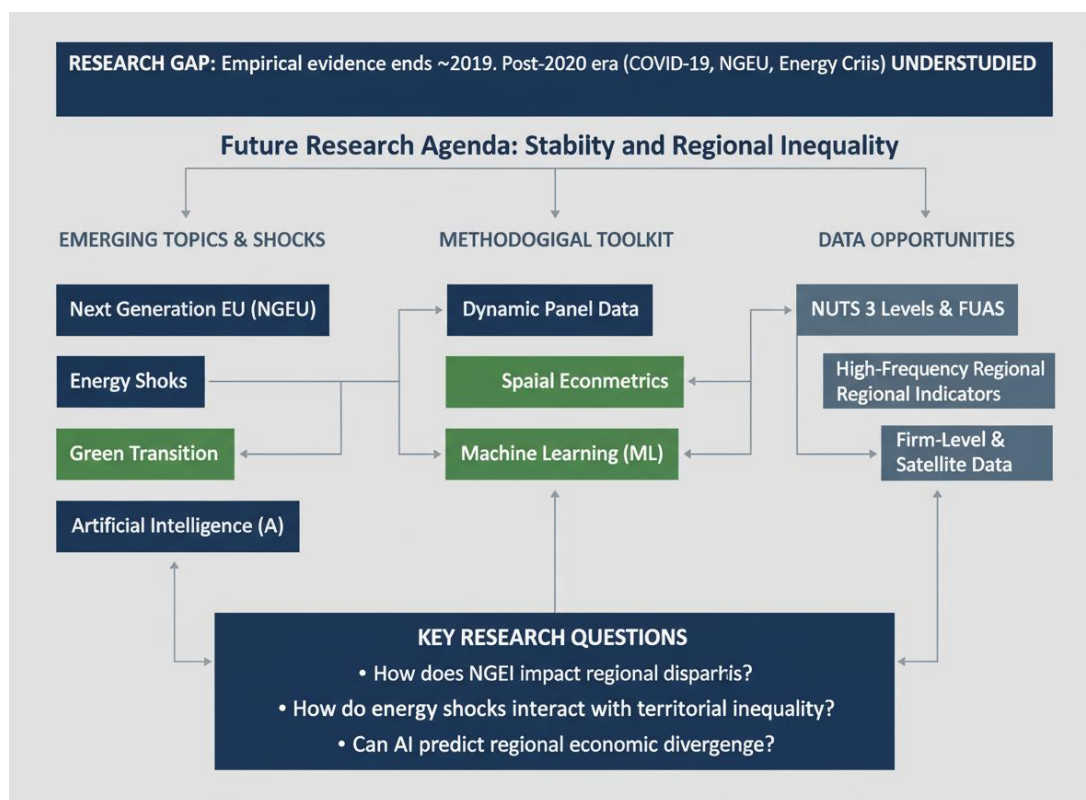 RESEARCH GAP: Empirical evidence ends ~2019. Post-2020 era (COVID-19, NGEU, Energy Criis) UNDERSTUDIED
Future Research Agenda: Stabilty and Regional Inequality
EMERGING TOPICS & SHOCKS
Next Generation EU (NGEU)
Energy Shoks
Green Transition
Artificial Intelligence (A)
METHODOGIGAL TOOLKIT
Dynamic Panel Data
Spaial Econmetrics
Machine Learning (ML)
DATA OPPORTUNITIES
NUTS 3 Levels & FUAS
High-Frequency Regional
Regional Indicators
Firm-Level &
Satellite Data
KEY RESEARCH QUESTIONS
• How does NGEI impact regional disparhis?
• How do energy shocks interact with territorial inequality?
• Can AI predict regional economic divergence?